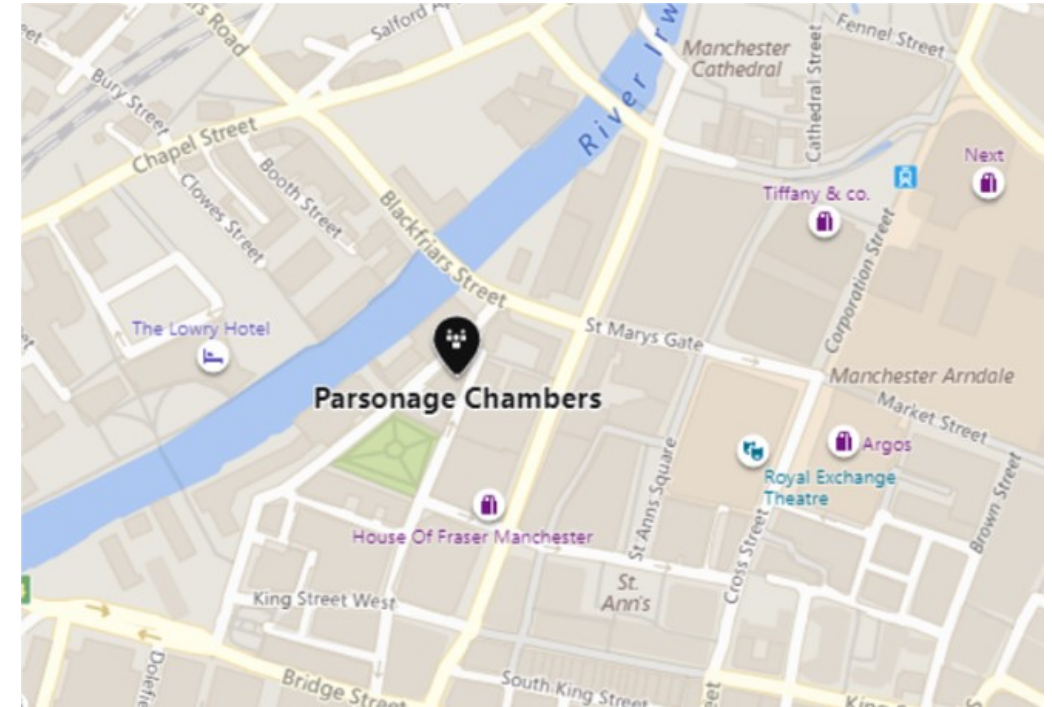 Salford
Fennel Street
Manchester
Cathedral
Cathedral Street
Road
Bury Street
River Irw
Chapel Street
Next
Booth Street
Clowes Street
Tiffany & co.
Blackfriars Street
Corporation Street
The Lowry Hotel
St Marys Gate
Parsonage Chambers
Manchester Arndale
Market Street
Argos
Royal Exchange
Theatre
St Anns Square
Brown Street
House Of Fraser Manchester
Cross Street
St.
Ann's
King Street West
Bridge Street
South King Street